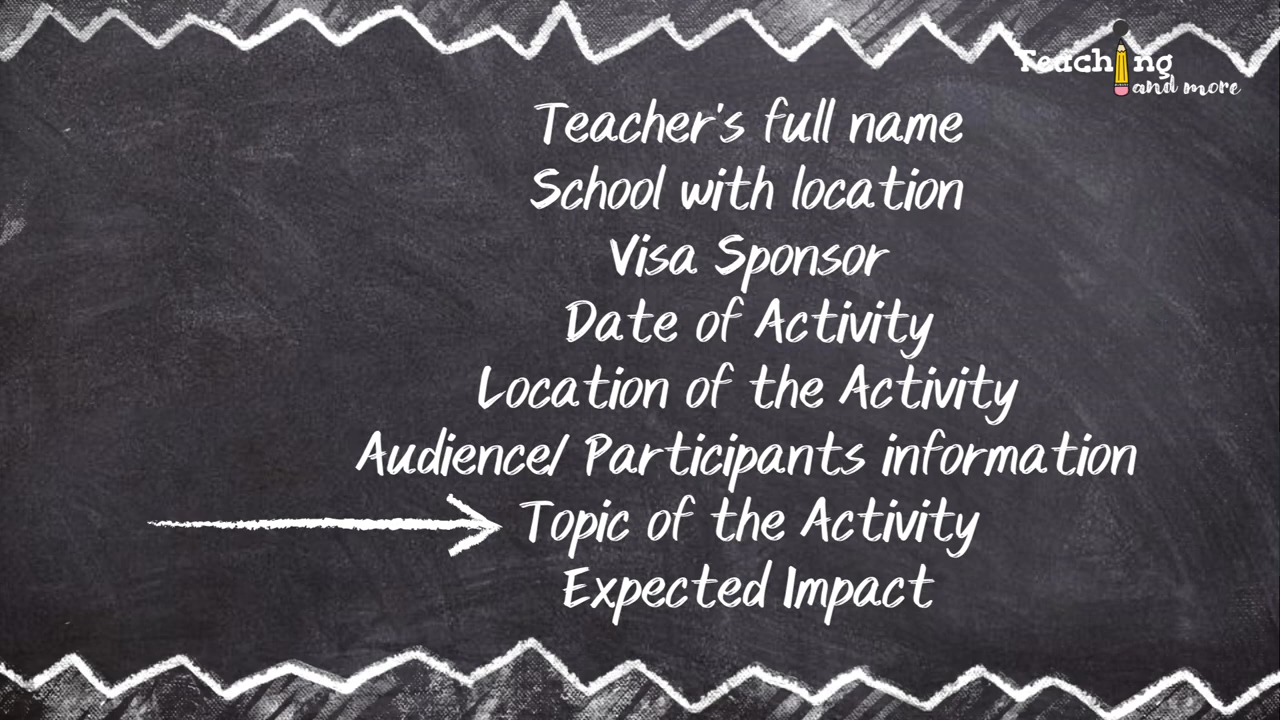 Teaching
and more
Teacher's full name
School with location
Visa Sponsor
Date of Activity
Location of the Activity
Audience/ Participants information
Topic of the Activity
Expected Impact